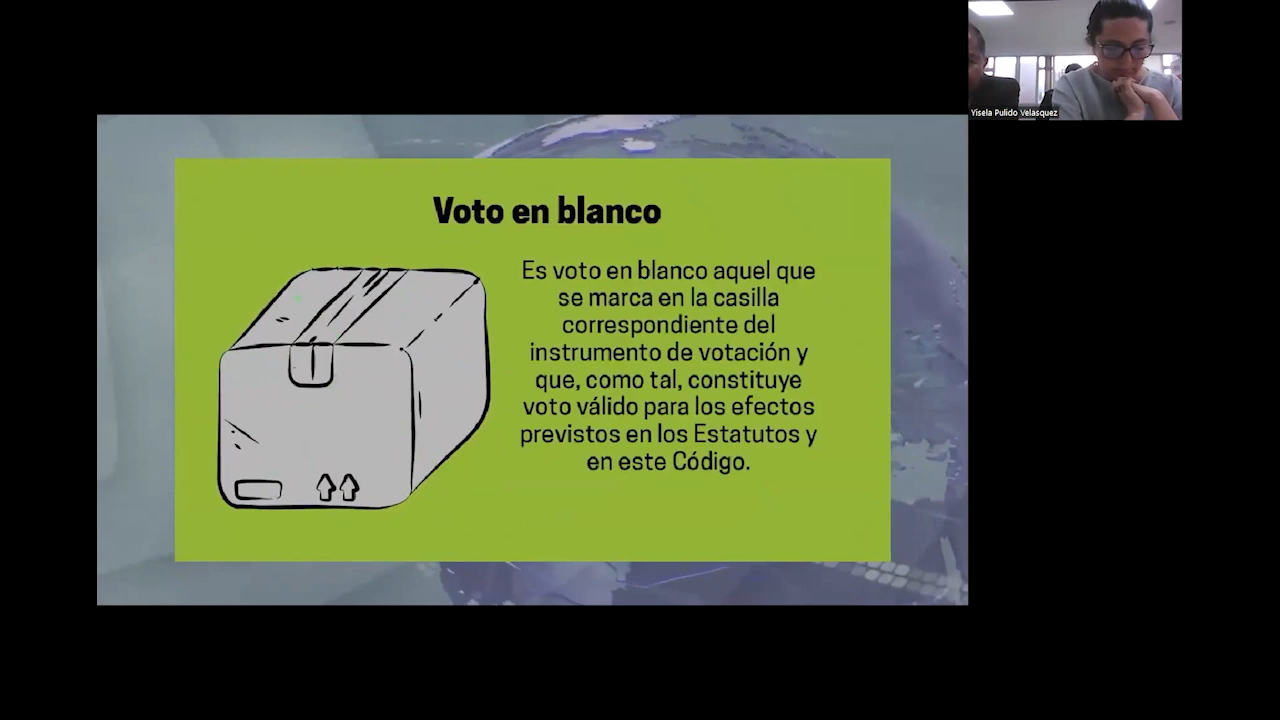 Yisela Pulido Velasquez
Voto en blanco
Es voto en blanco aquel que
se marca en la casilla
correspondiente del
instrumento de votación y
que, como tal, constituye
voto válido para los efectos
previstos en los Estatutos y
en este Código.